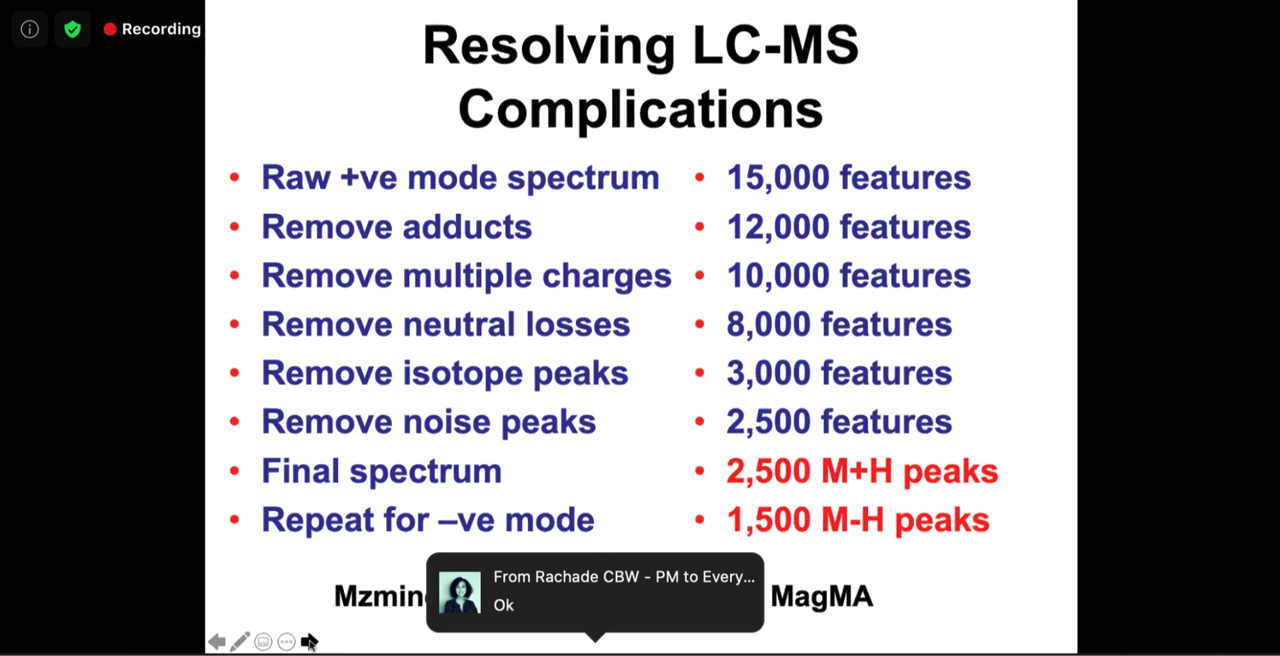 Recording
Resolving LC-MS
Complications
• Raw +ve mode spectrum • 15,000 features
• Remove adducts • 12,000 features
• Remove multiple charges • 10,000 features
• Remove neutral losses • 8,000 features
• Remove isotope peaks • 3,000 features
• Remove noise peaks • 2,500 features
• Final spectrum • 2,500 M+H peaks
• Repeat for –ve mode • 1,500 M-H peaks
From Rachade CBW - PM to Every...
Ok
Mzmin MagMA